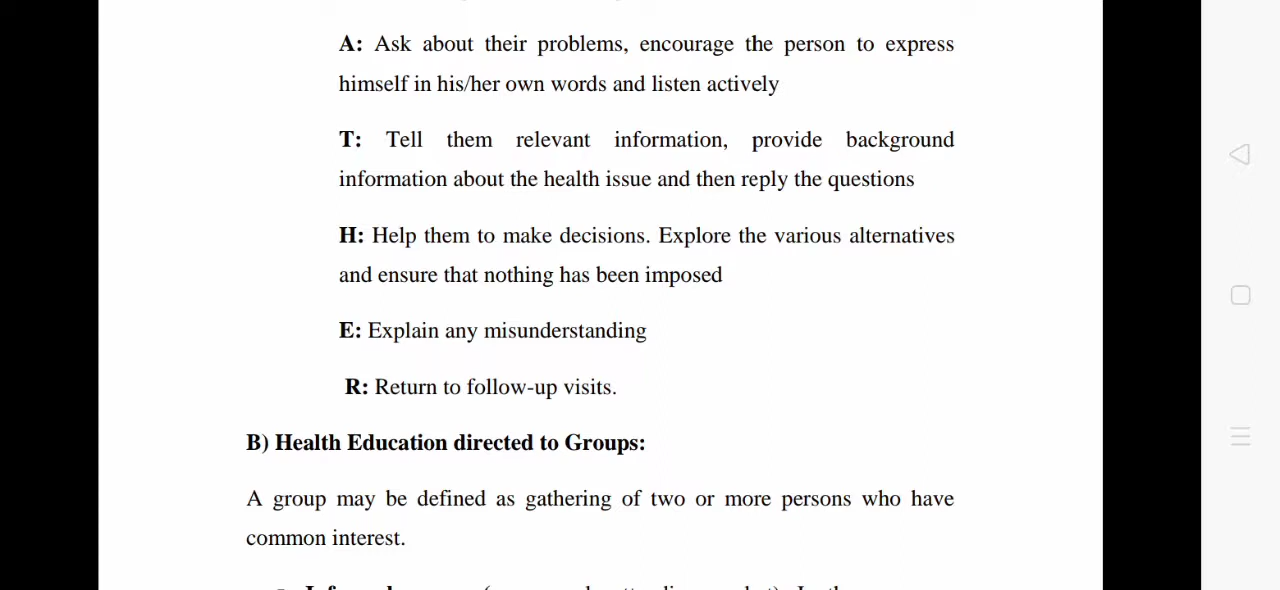 A: Ask about their problems, encourage the person to express
himself in his/her own words and listen actively
T: Tell them relevant information, provide background
information about the health issue and then reply the questions
H: Help them to make decisions. Explore the various alternatives
and ensure that nothing has been imposed
E: Explain any misunderstanding
R: Return to follow-up visits.
B) Health Education directed to Groups:
A group may be defined as gathering of two or more persons who have
common interest.